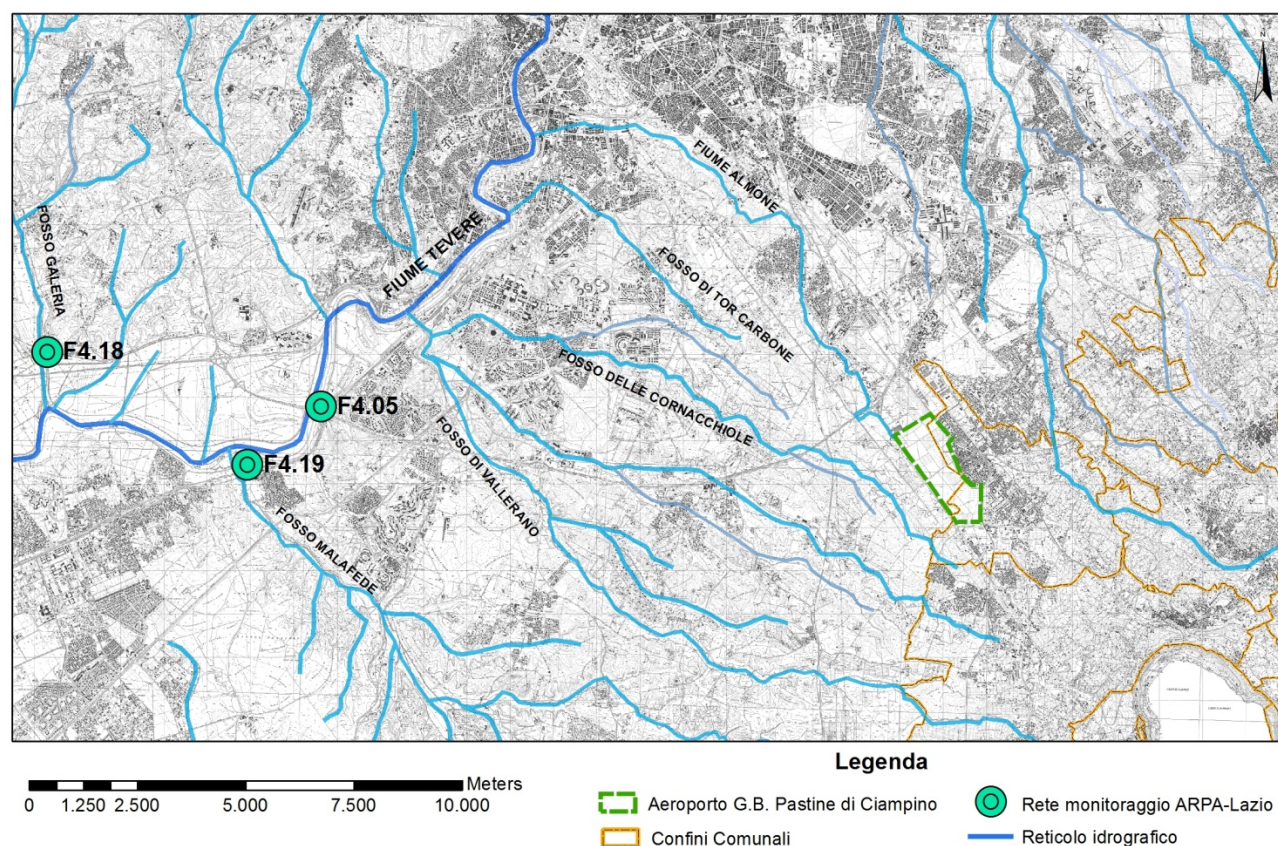 N
FIUME ALMONE
FOSSO GALERIA
FIUME TEVERE
FOSSO DI TOR CARBONE
F4.18
FOSSO DELLE CORNACCHIOLE
F4.05
FOSSO DI VALLERANO
F4.19
FOSSO MALAFEDE
Legenda
Meters
0 1.250 2.500 5.000 7.500 10.000
Aeroporto G.B. Pastine di Ciampino
Rete monitoraggio ARPA-Lazio
Confini Comunali
Reticolo idrografico